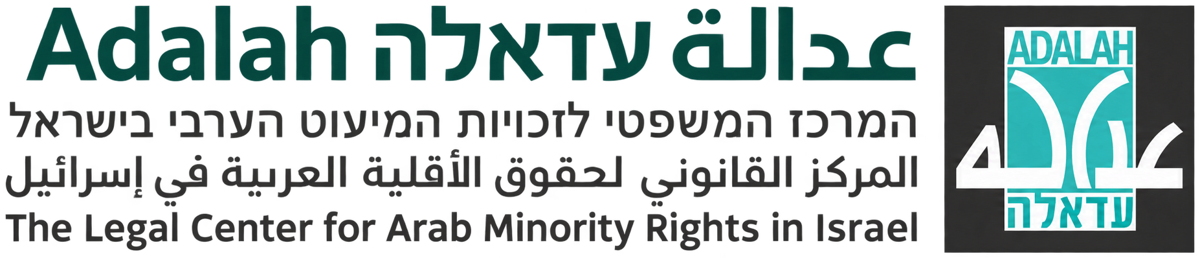 Adalah עדאלה عدالة
המרכז המשפטי לזכויות המיעוט הערבי בישראל
المركز القانوني لحقوق الأقلية العربية في إسرائيل
The Legal Center for Arab Minority Rights in Israel
ADALAH
عدالة
עדאלה